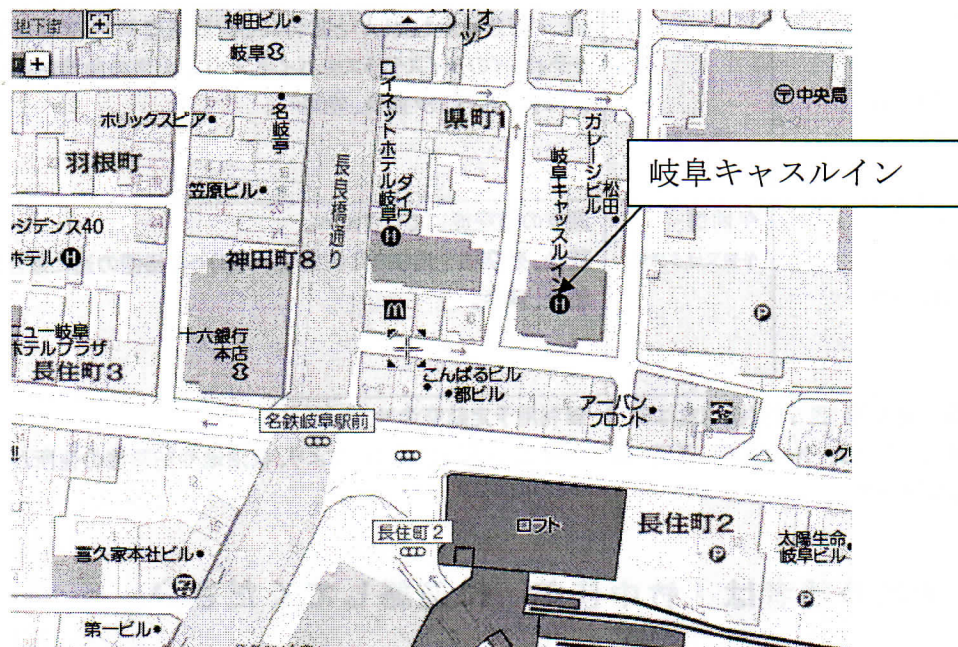 地下街
神田ビル
岐阜
ホリックスピア
名岐亭
羽根町
笠原ビル
長良橋通り
ダイワ
ロイネットホテル岐阜
県町1
ガレージビル
松田
岐阜キャッスルイン
中央局
岐阜キャスルイン
ジデンス40
ホテル
神田町8
十六銀行
本店
ニュー岐阜
ホテルプラザ
長住町3
こんぱるビル
都ビル
アーバン
フロント
名鉄岐阜駅前
長住町2
ロフト
長住町2
太陽生命
岐阜ビル
喜久家本社ビル
第一ビル
P
P
P